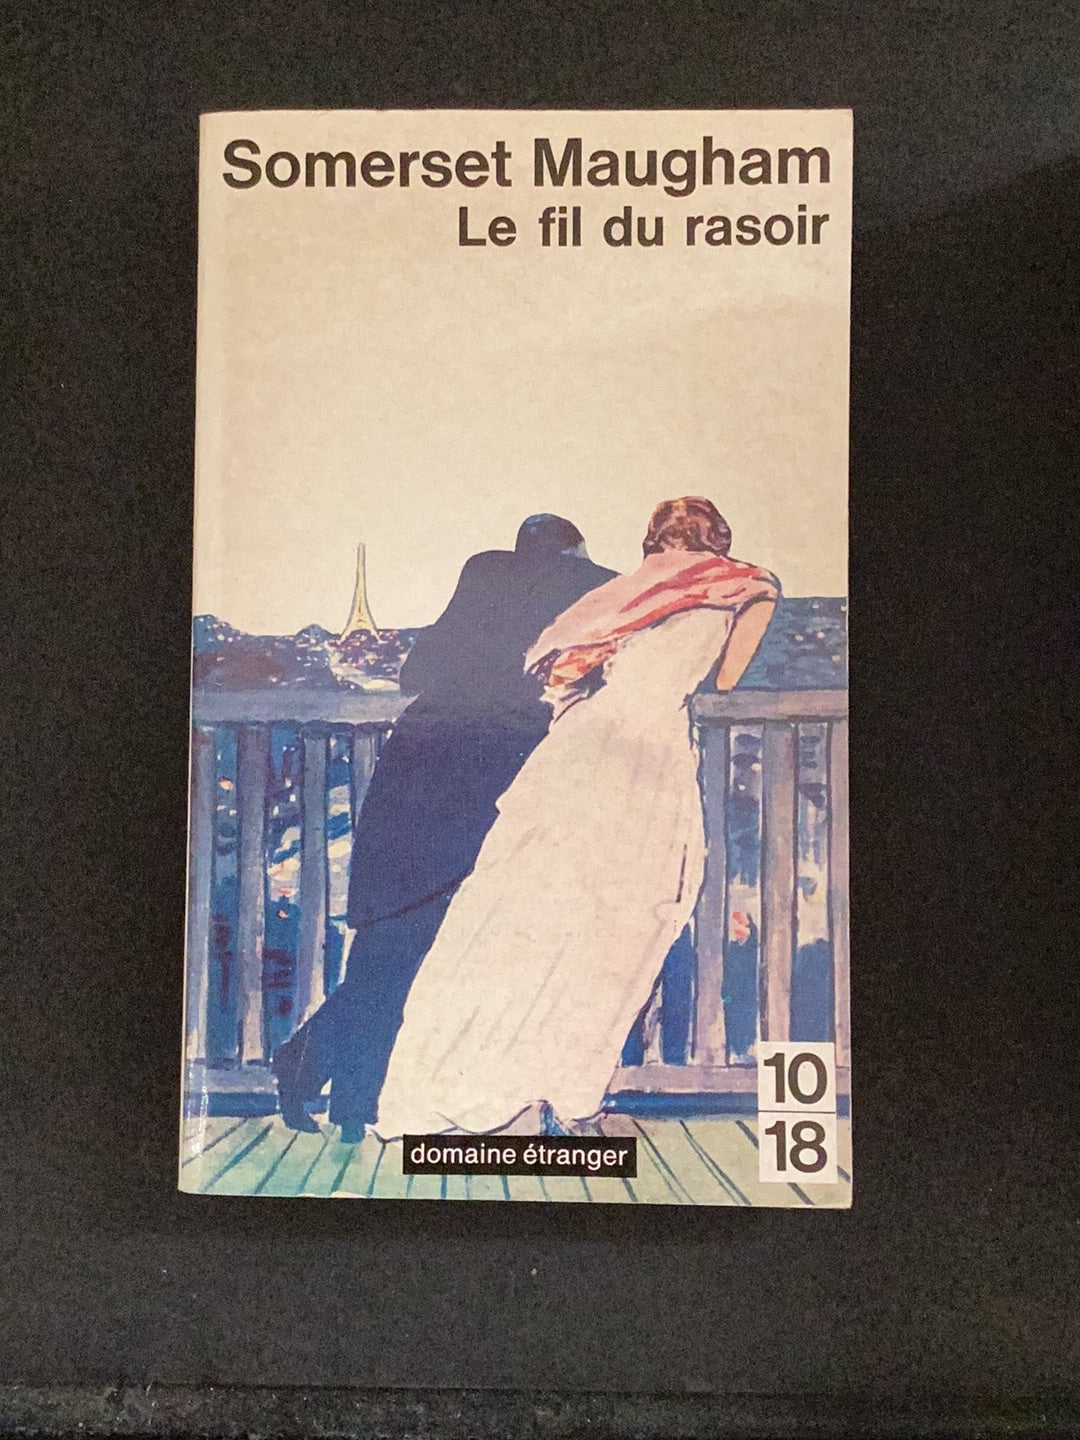 Somerset Maugham
Le fil du rasoir
domaine étranger
10
18